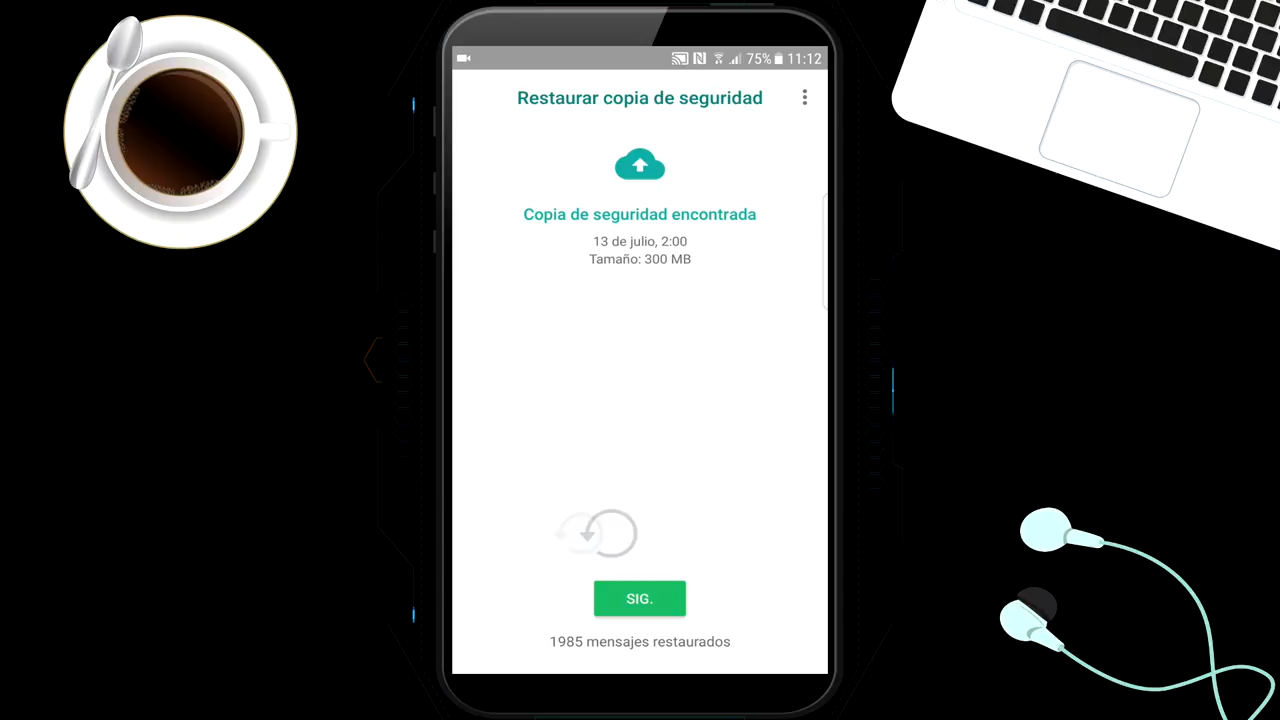 75% 11:12
Restaurar copia de seguridad
Copia de seguridad encontrada
13 de julio, 2:00
Tamaño: 300 MB
SIG.
1985 mensajes restaurados